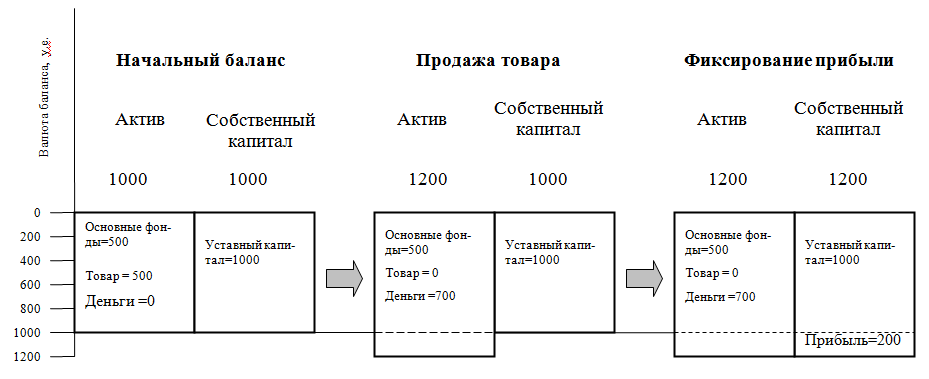 Валюта баланса, у.е.
Начальный баланс
Продажа товара
Фиксирование прибыли
Актив
Собственный
капитал
Актив
Собственный
капитал
Актив
Собственный
капитал
1000
1000
1200
1000
1200
1200
0
200
400
600
800
1000
1200
Основные фон-
ды=500
Товар = 500
Деньги =0
Уставный капи-
тал=1000
Основные фон-
ды=500
Товар = 0
Деньги =700
Уставный капи-
тал=1000
Основные фон-
ды=500
Товар = 0
Деньги =700
Уставный капи-
тал=1000
Прибыль=200